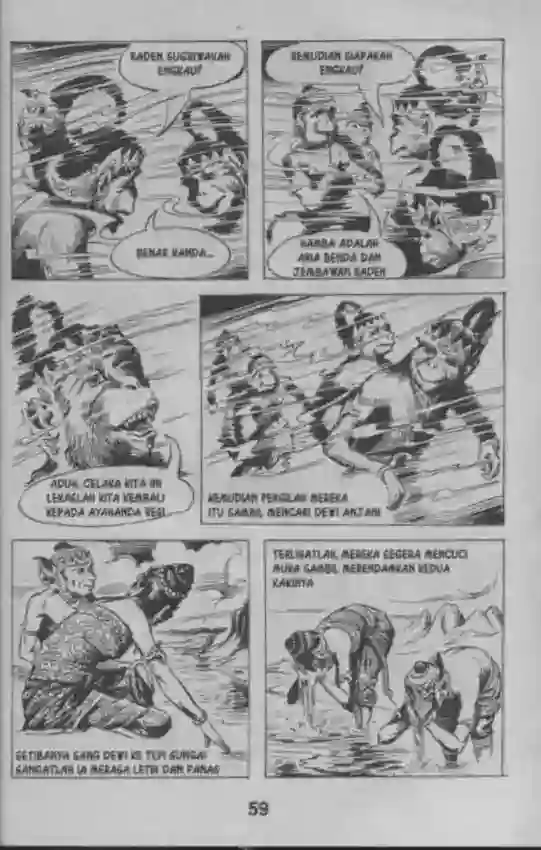 RADEN SUGRIWAKAH
ENGKAU?
BENAR KANDA...
KEMUDIAN SIAPAKAH
ENGKAU?
HAMBA ADALAH
ARIA BENDA DAN
JEMBAWAN RADEN
ADUH, CELAKA KITA INI
LEKASLAH KITA KEMBALI
KEPADA AYAHANDA RESI
KEMUDIAN PERGILAH MEREKA
ITU SAMBIL MENCARI DEWI ANJANI
SETIBANYA SANG DEWI KE TEPI SUNGAI
SANGATLAH IA MERASA LETIH DAN PANAS
TERLIHATLAH, MEREKA SEGERA MENCUCI
MUKA SAMBIL MERENDAMKAN KEDUA
KAKINYA
59